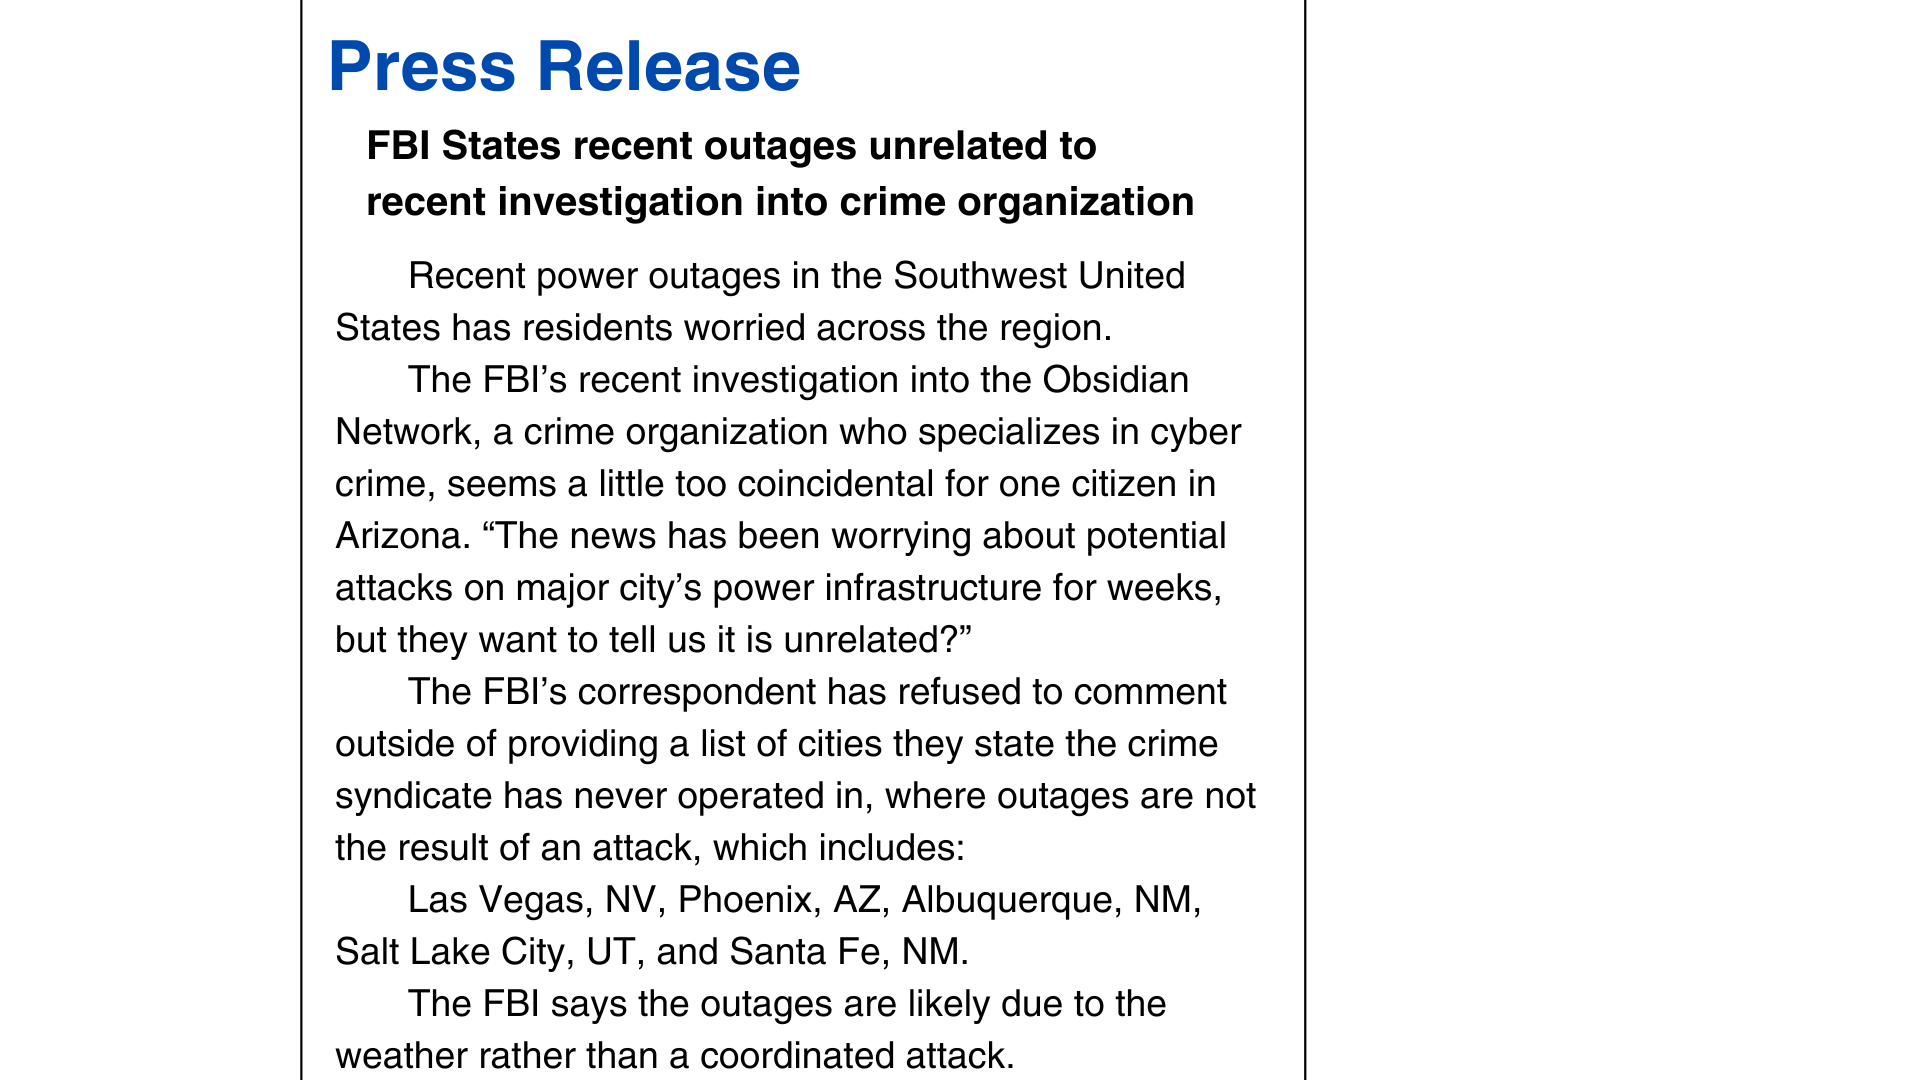 Press Release
FBI States recent outages unrelated to
recent investigation into crime organization
Recent power outages in the Southwest United
States has residents worried across the region.
The FBI’s recent investigation into the Obsidian
Network, a crime organization who specializes in cyber
crime, seems a little too coincidental for one citizen in
Arizona. “The news has been worrying about potential
attacks on major city’s power infrastructure for weeks,
but they want to tell us it is unrelated?”
The FBI’s correspondent has refused to comment
outside of providing a list of cities they state the crime
syndicate has never operated in, where outages are not
the result of an attack, which includes:
Las Vegas, NV, Phoenix, AZ, Albuquerque, NM,
Salt Lake City, UT, and Santa Fe, NM.
The FBI says the outages are likely due to the
weather rather than a coordinated attack.